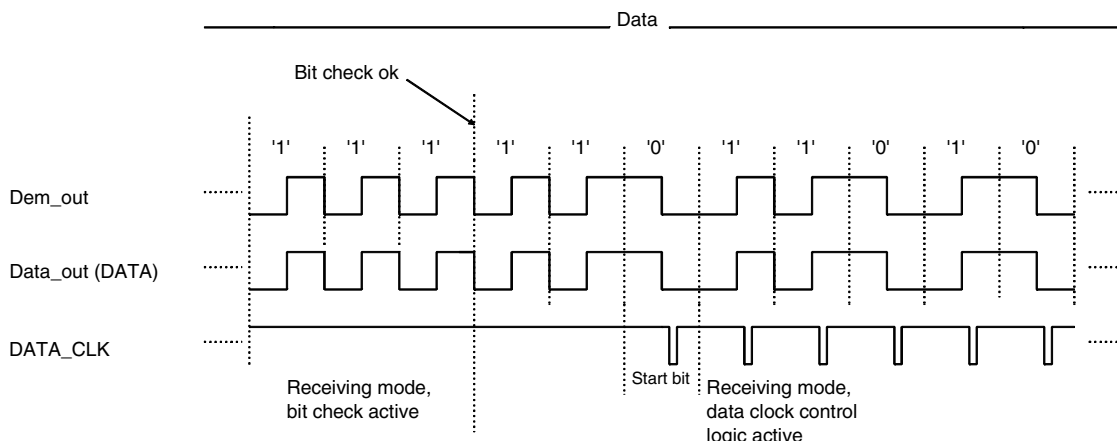 Data
Bit check ok
'1' '1' '1' '1' '1' '0' '1' '1' '0' '1' '0'
Dem_out
Data_out (DATA)
DATA_CLK
Start bit
Receiving mode,
bit check active
Receiving mode,
data clock control
logic active